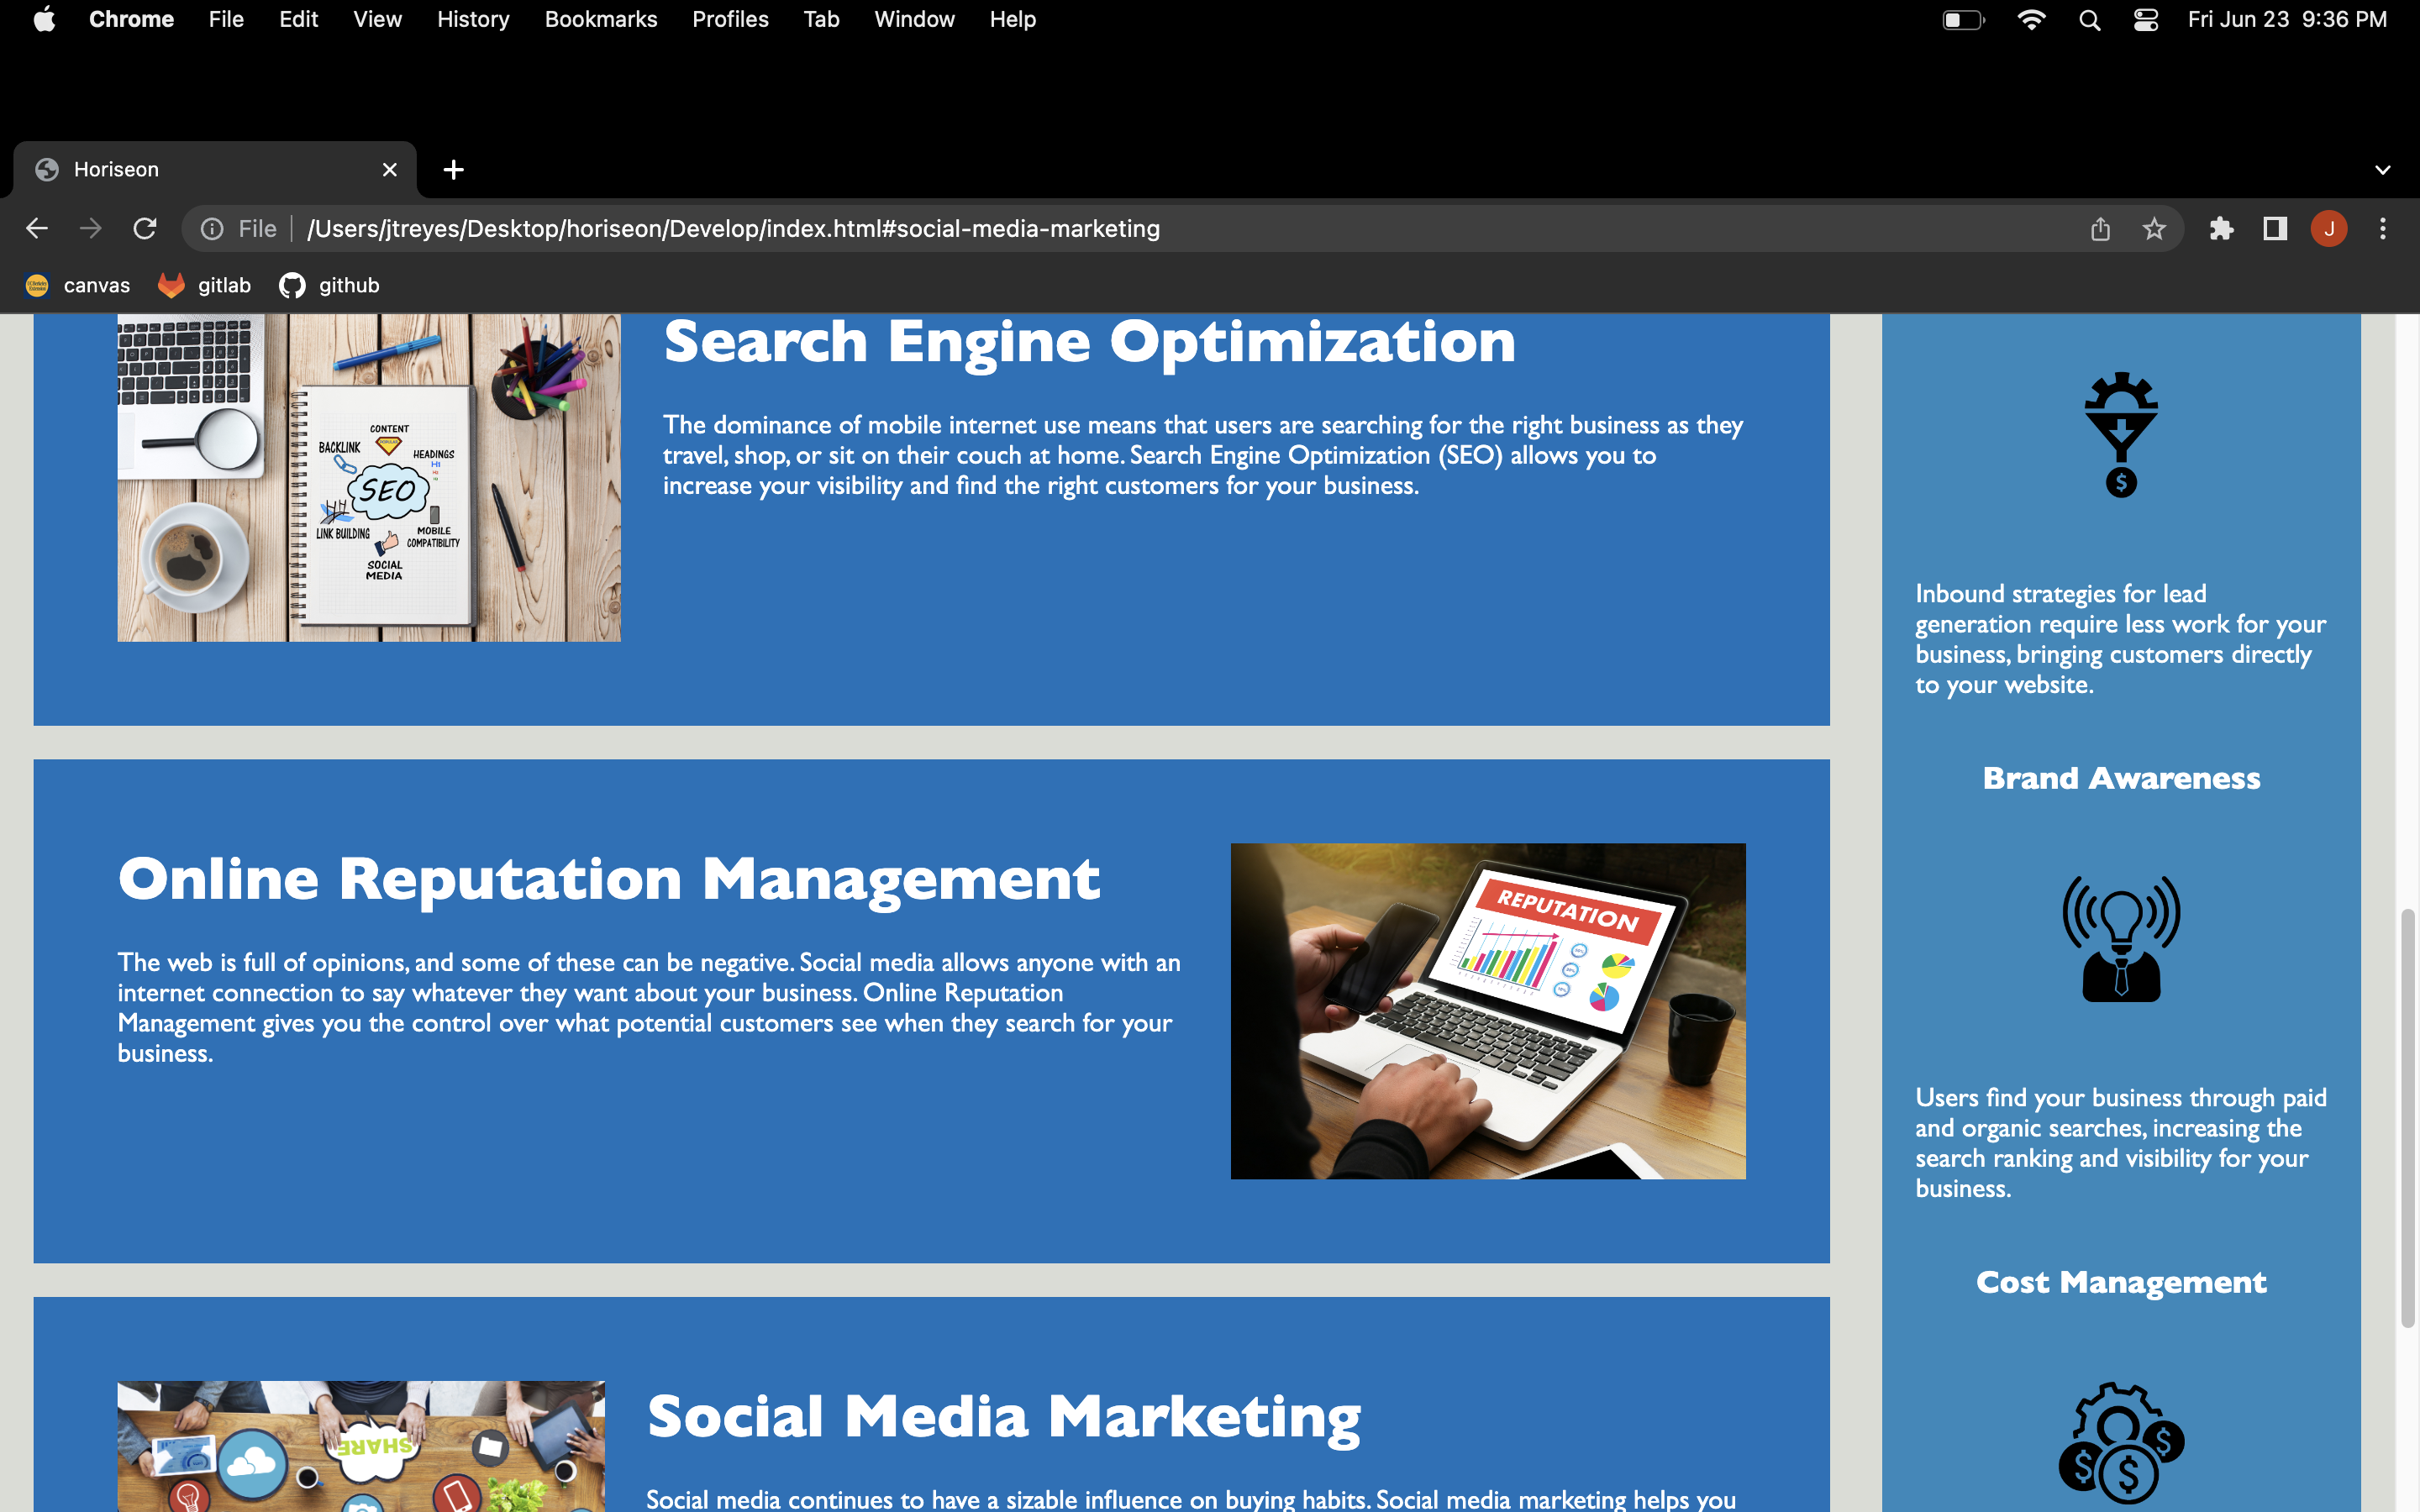 Chrome File Edit View History Bookmarks Profiles Tab Window Help Fri Jun 23 9:36 PM
Horiseon
File /Users/jtreyes/Desktop/horiseon/Develop/index.html#social-media-marketing J
canvas gitlab github
Search Engine Optimization
The dominance of mobile internet use means that users are searching for the right business as they
travel, shop, or sit on their couch at home. Search Engine Optimization (SEO) allows you to
increase your visibility and find the right customers for your business.
CONTENT
BACKLINK
HEADINGS
H1
SEO
LINK BUILDING
MOBILE
COMPATIBILITY
SOCIAL
MEDIA
Online Reputation Management
The web is full of opinions, and some of these can be negative. Social media allows anyone with an
internet connection to say whatever they want about your business. Online Reputation
Management gives you the control over what potential customers see when they search for your
business.
REPUTATION
Social Media Marketing
Social media continues to have a sizable influence on buying habits. Social media marketing helps you
SHARE
$
Inbound strategies for lead
generation require less work for your
business, bringing customers directly
to your website.
Brand Awareness
Users find your business through paid
and organic searches, increasing the
search ranking and visibility for your
business.
Cost Management
$ $ $